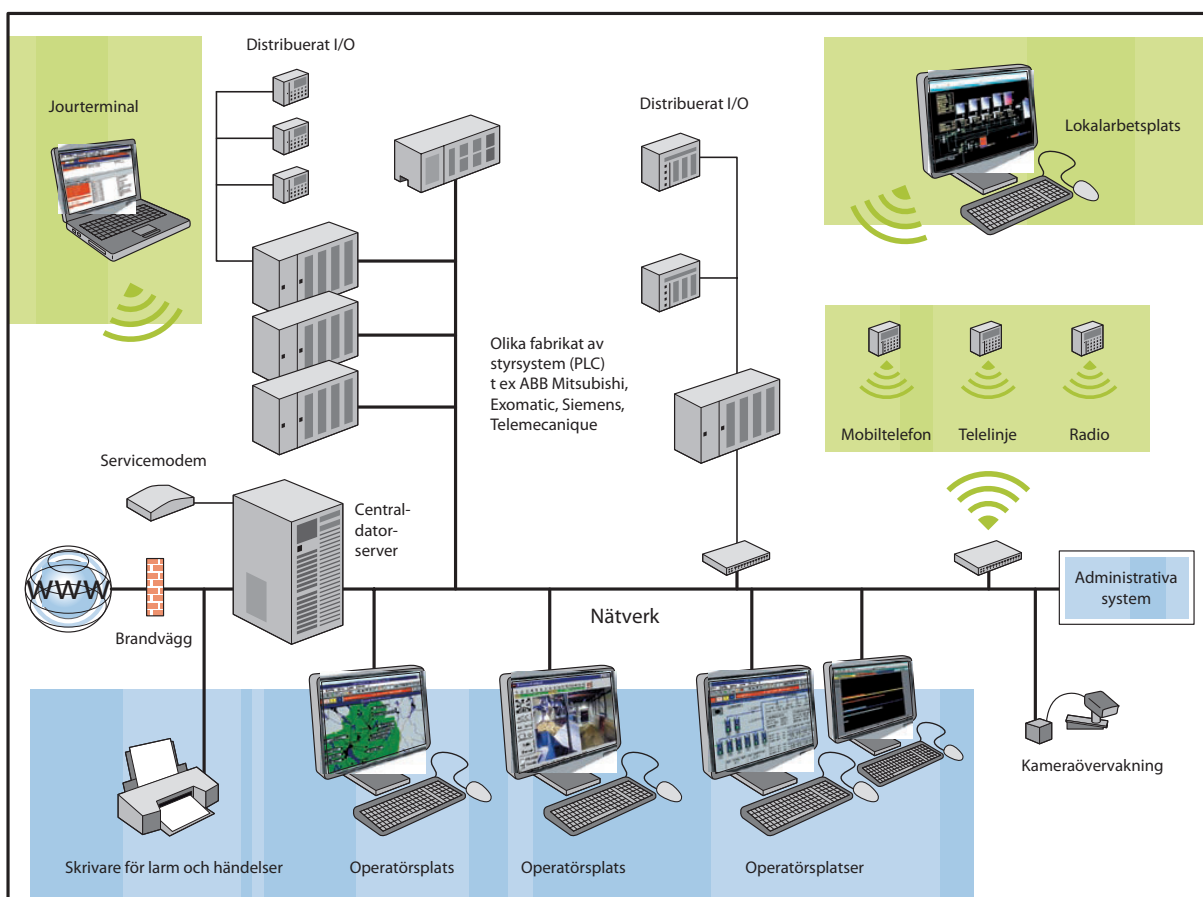 Distribuerat I/O
Jourterminal
Distribuerat I/O
Lokalarbetsplats
Olika fabrikat av
styrsystem (PLC)
t ex ABB Mitsubishi,
Exomatic, Siemens,
Telemecanique
Mobiltelefon
Telelinje
Radio
Servicemodem
Central-
dator-
server
WWW
Brandvägg
Nätverk
Administrativa
system
Kameraövervakning
Skrivare för larm och händelser
Operatörsplats
Operatörsplats
Operatörsplatser